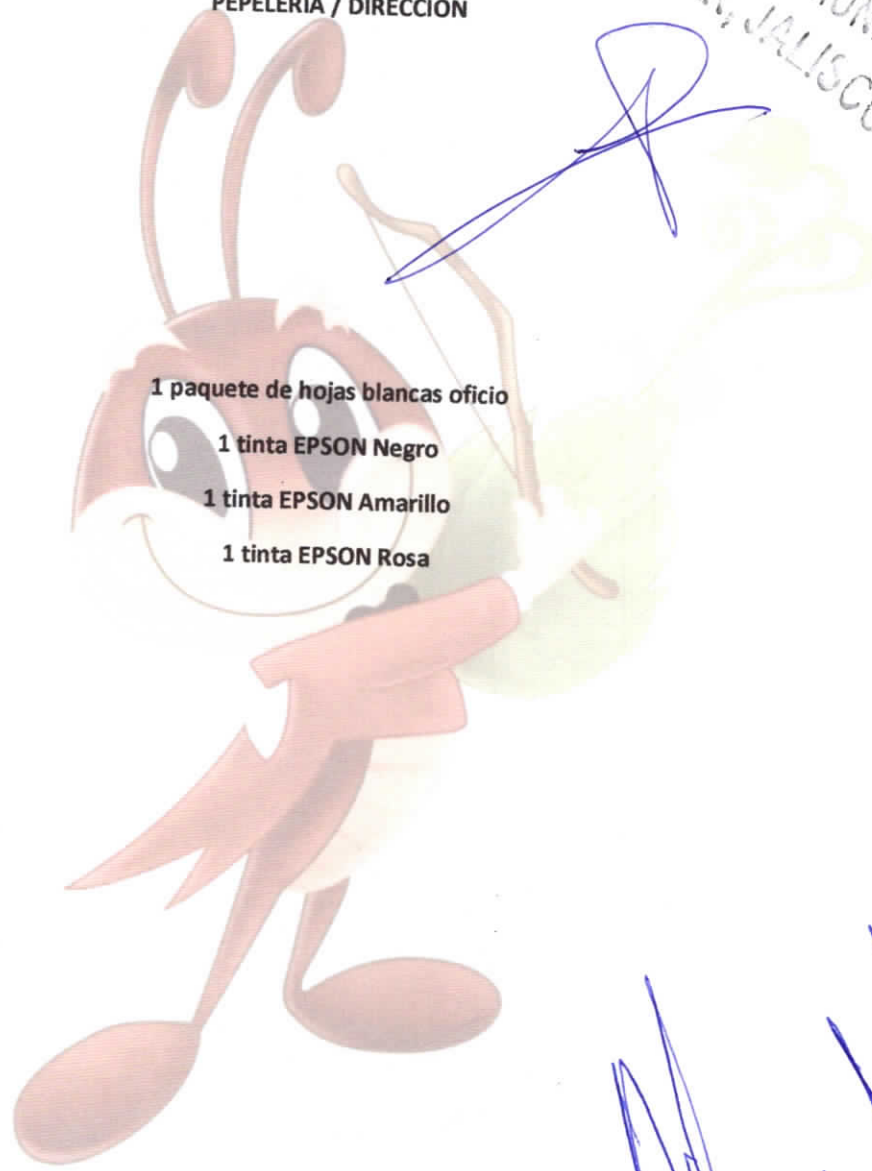 PEPELERIA / DIRECCIÓN
JALISCO
1 paquete de hojas blancas oficio
1 tinta EPSON Negro
1 tinta EPSON Amarillo
1 tinta EPSON Rosa